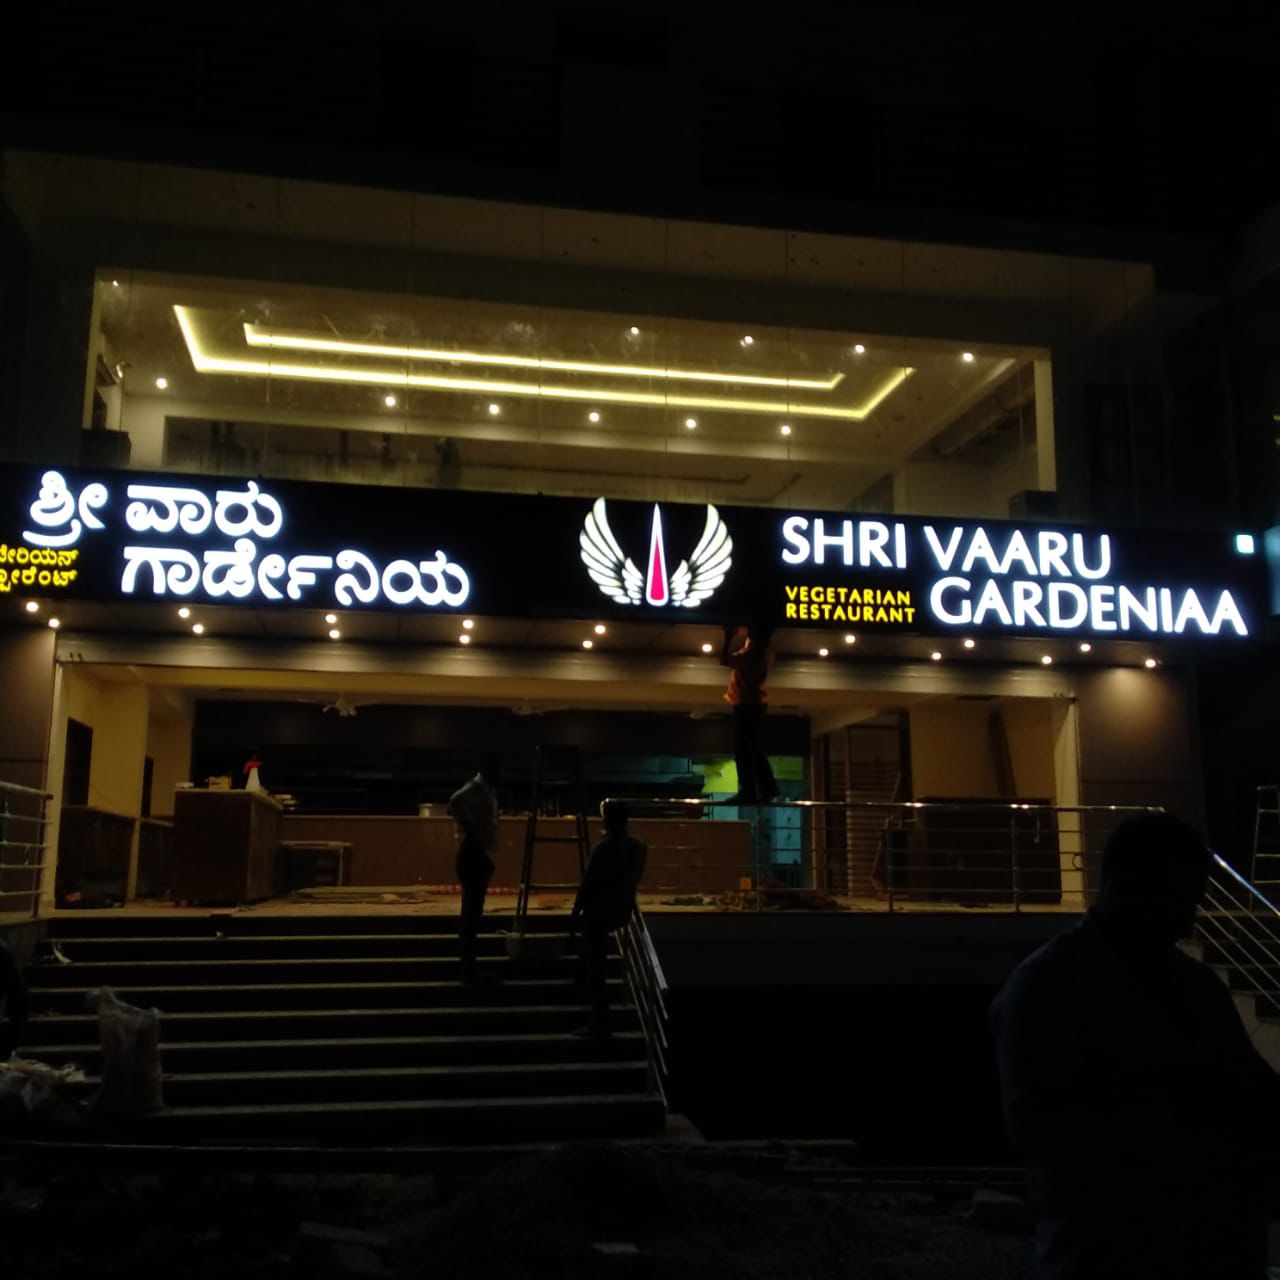 ಶ್ರೀ ವಾರು
ಗಾರ್ಡೇನಿಯ
SHRI VAARU
GARDENIAA
VEGETARIAN
RESTAURANT